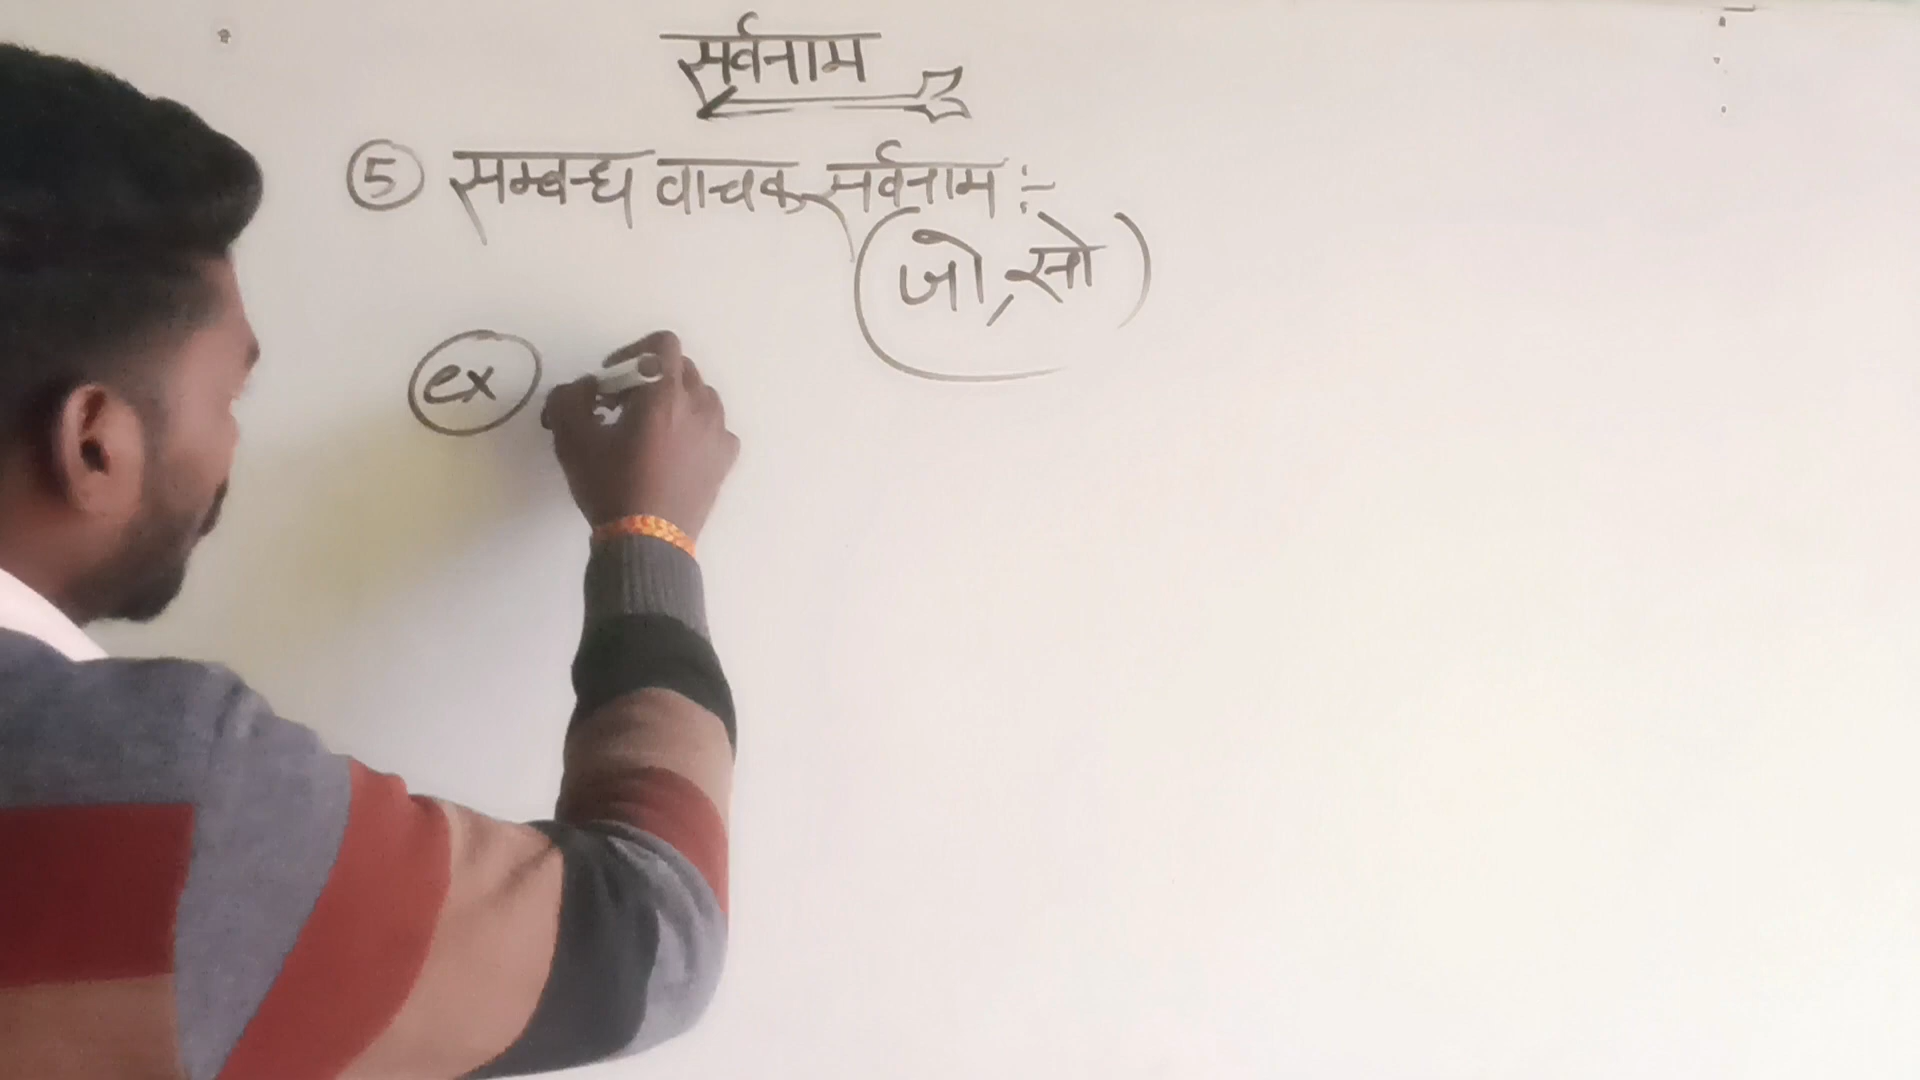 सर्वनाम
⑤ सम्बन्ध वाचक सर्वनाम :-
(जो, सो)
ex